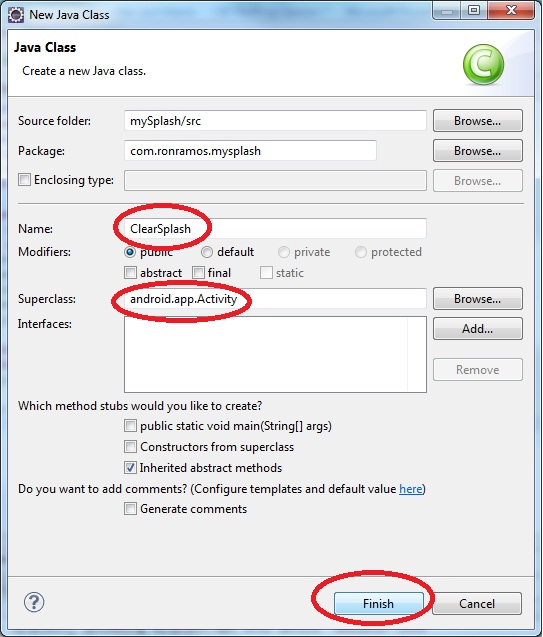 New Java Class
Java Class
Create a new Java class.
Source folder: mySplash/src Browse...
Package: com.ronramos.mysplash Browse...
Enclosing type: Browse...
Name: ClearSplash
Modifiers: public default private protected
abstract final static
Superclass: android.app.Activity Browse...
Interfaces: Add...
Remove
Which method stubs would you like to create?
public static void main(String[] args)
Constructors from superclass
Inherited abstract methods
Do you want to add comments? (Configure templates and default value here)
Generate comments
? Finish Cancel